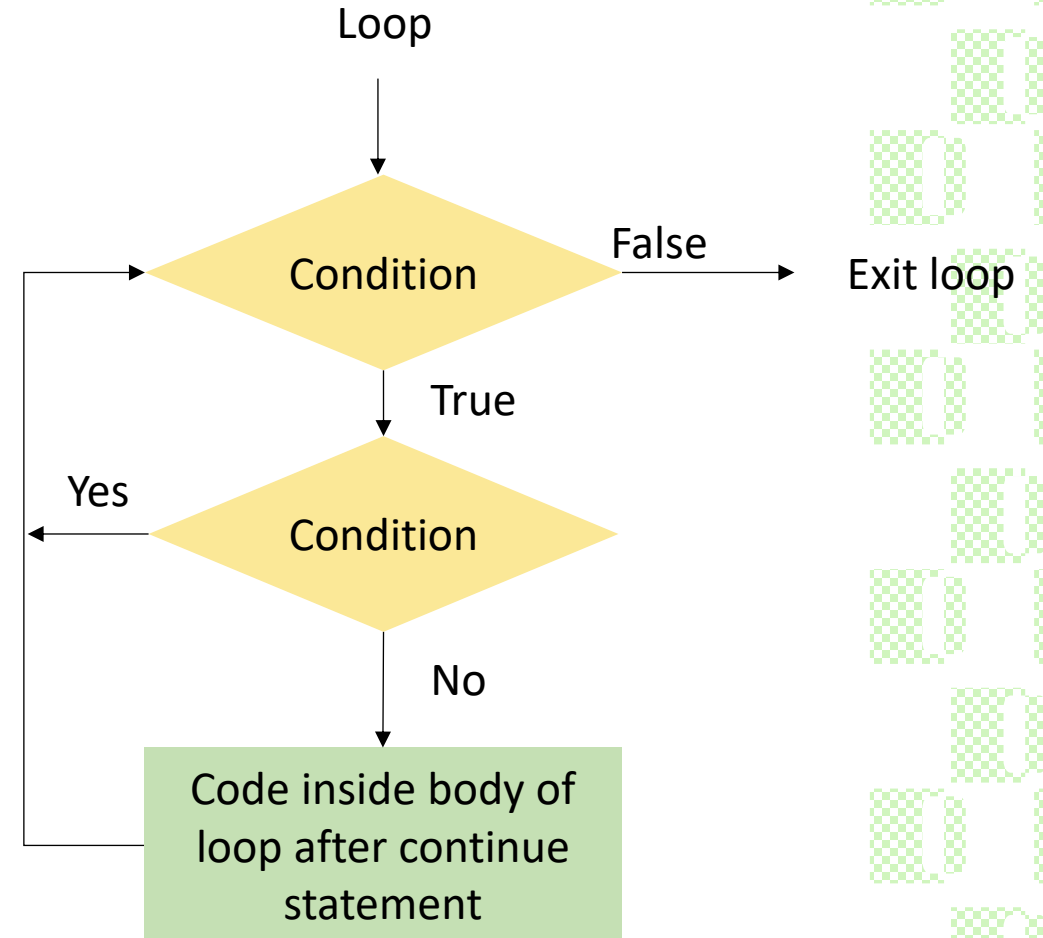 Loop
Condition
False
Exit loop
True
Yes
Condition
No
Code inside body of
loop after continue
statement